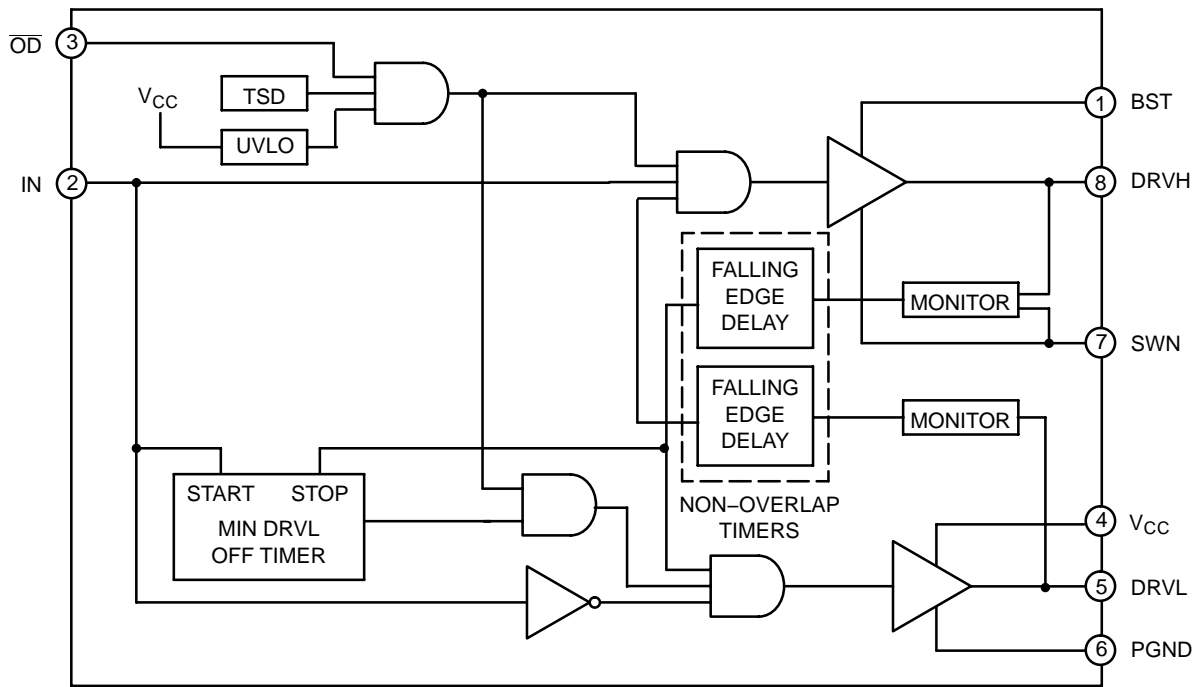 OD 3
TSD
VCC
UVLO
1 BST
IN 2
8 DRVH
FALLING
EDGE
DELAY
MONITOR
7 SWN
FALLING
EDGE
DELAY
MONITOR
START STOP
MIN DRVL
OFF TIMER
NON–OVERLAP
TIMERS
4 VCC
5 DRVL
6 PGND